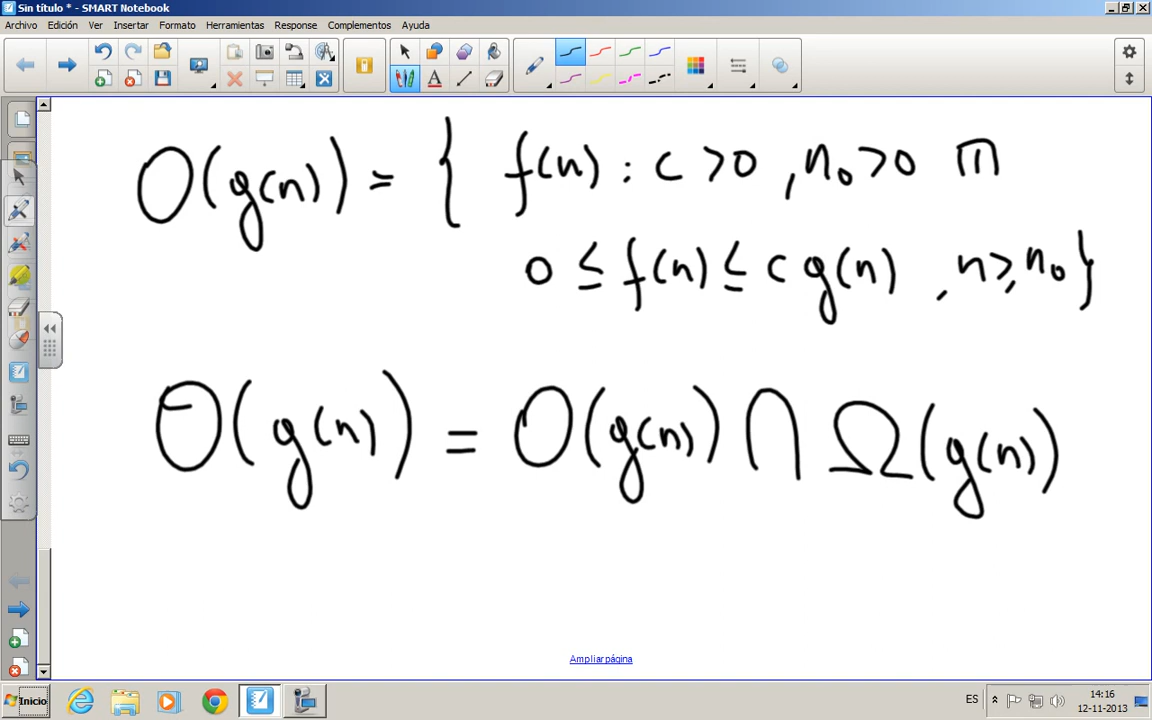 Sin título * - SMART Notebook
Archivo Edición Ver Insertar Formato Herramientas Response Complementos Ayuda
O(g(n)) = { f(n) : c > 0 , n₀ > 0
0 ≤ f(n) ≤ c g(n) , n ≥ n₀ }
Θ(g(n)) = O(g(n)) ∩ Ω(g(n))
Ampliar página
Inicio
ES
14:16
12-11-2013